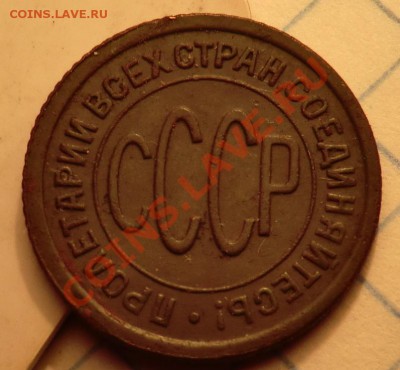 COINS.LAVE.RU
ПРОЛЕТАРИИ ВСЕХ СТРАН СОЕДИНЯЙТЕСЬ!
СССР
COINS.LAVE.RU